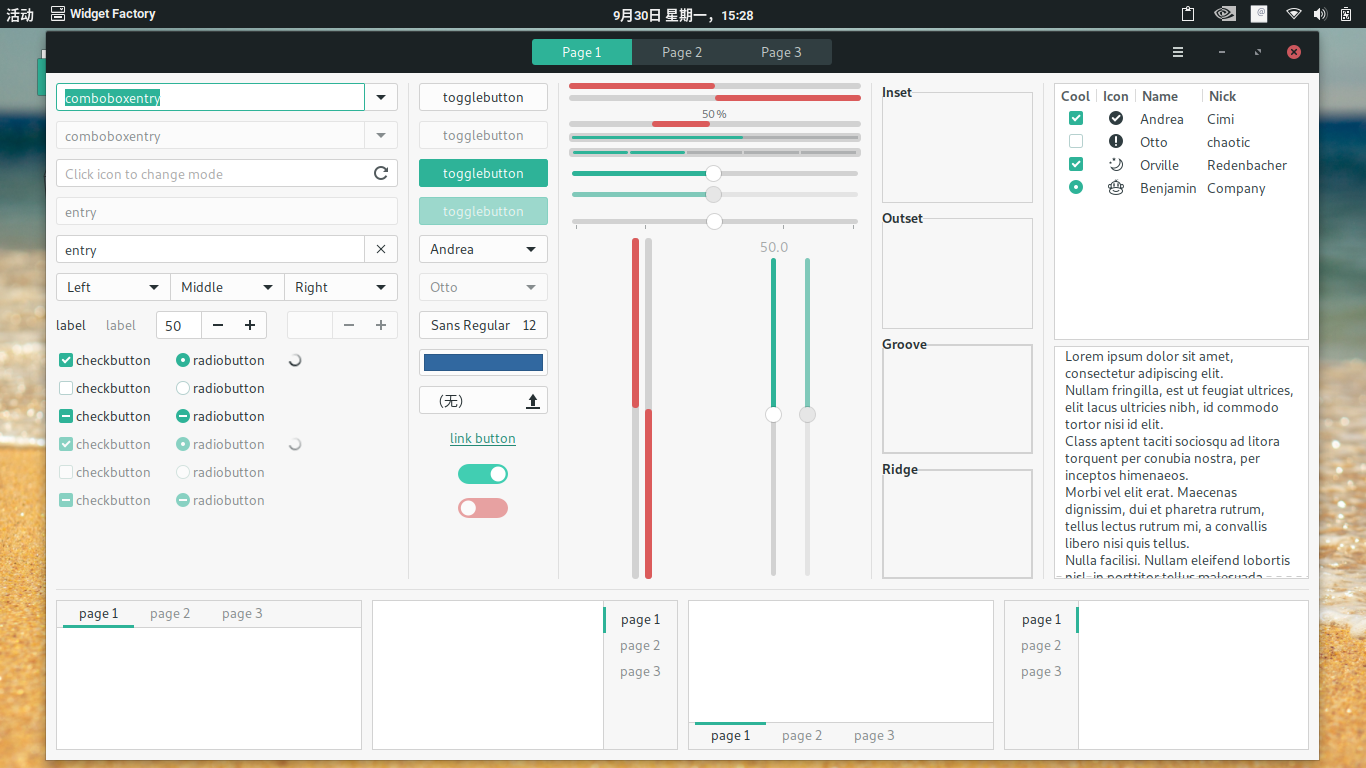 活动 Widget Factory 9月30日 星期一，15:28
Page 1 Page 2 Page 3
comboboxentry
comboboxentry
Click icon to change mode
entry
entry
Left Middle Right
label label 50
checkbutton radiobutton
checkbutton radiobutton
checkbutton radiobutton
checkbutton radiobutton
checkbutton radiobutton
checkbutton radiobutton
togglebutton
togglebutton
togglebutton
togglebutton
Andrea
Otto
Sans Regular 12
（无）
link button
50 %
50.0
Inset
Outset
Groove
Ridge
Cool Icon Name Nick
Andrea Cimi
Otto chaotic
Orville Redenbacher
Benjamin Company
Lorem ipsum dolor sit amet,
consectetur adipiscing elit.
Nullam fringilla, est ut feugiat ultrices,
elit lacus ultricies nibh, id commodo
tortor nisi id elit.
Class aptent taciti sociosqu ad litora
torquent per conubia nostra, per
inceptos himenaeos.
Morbi vel elit erat. Maecenas
dignissim, dui et pharetra rutrum,
tellus lectus rutrum mi, a convallis
libero nisi quis tellus.
Nulla facilisi. Nullam eleifend lobortis
nisl, in porttitor tellus malesuada
page 1 page 2 page 3
page 1
page 2
page 3
page 1 page 2 page 3
page 1
page 2
page 3